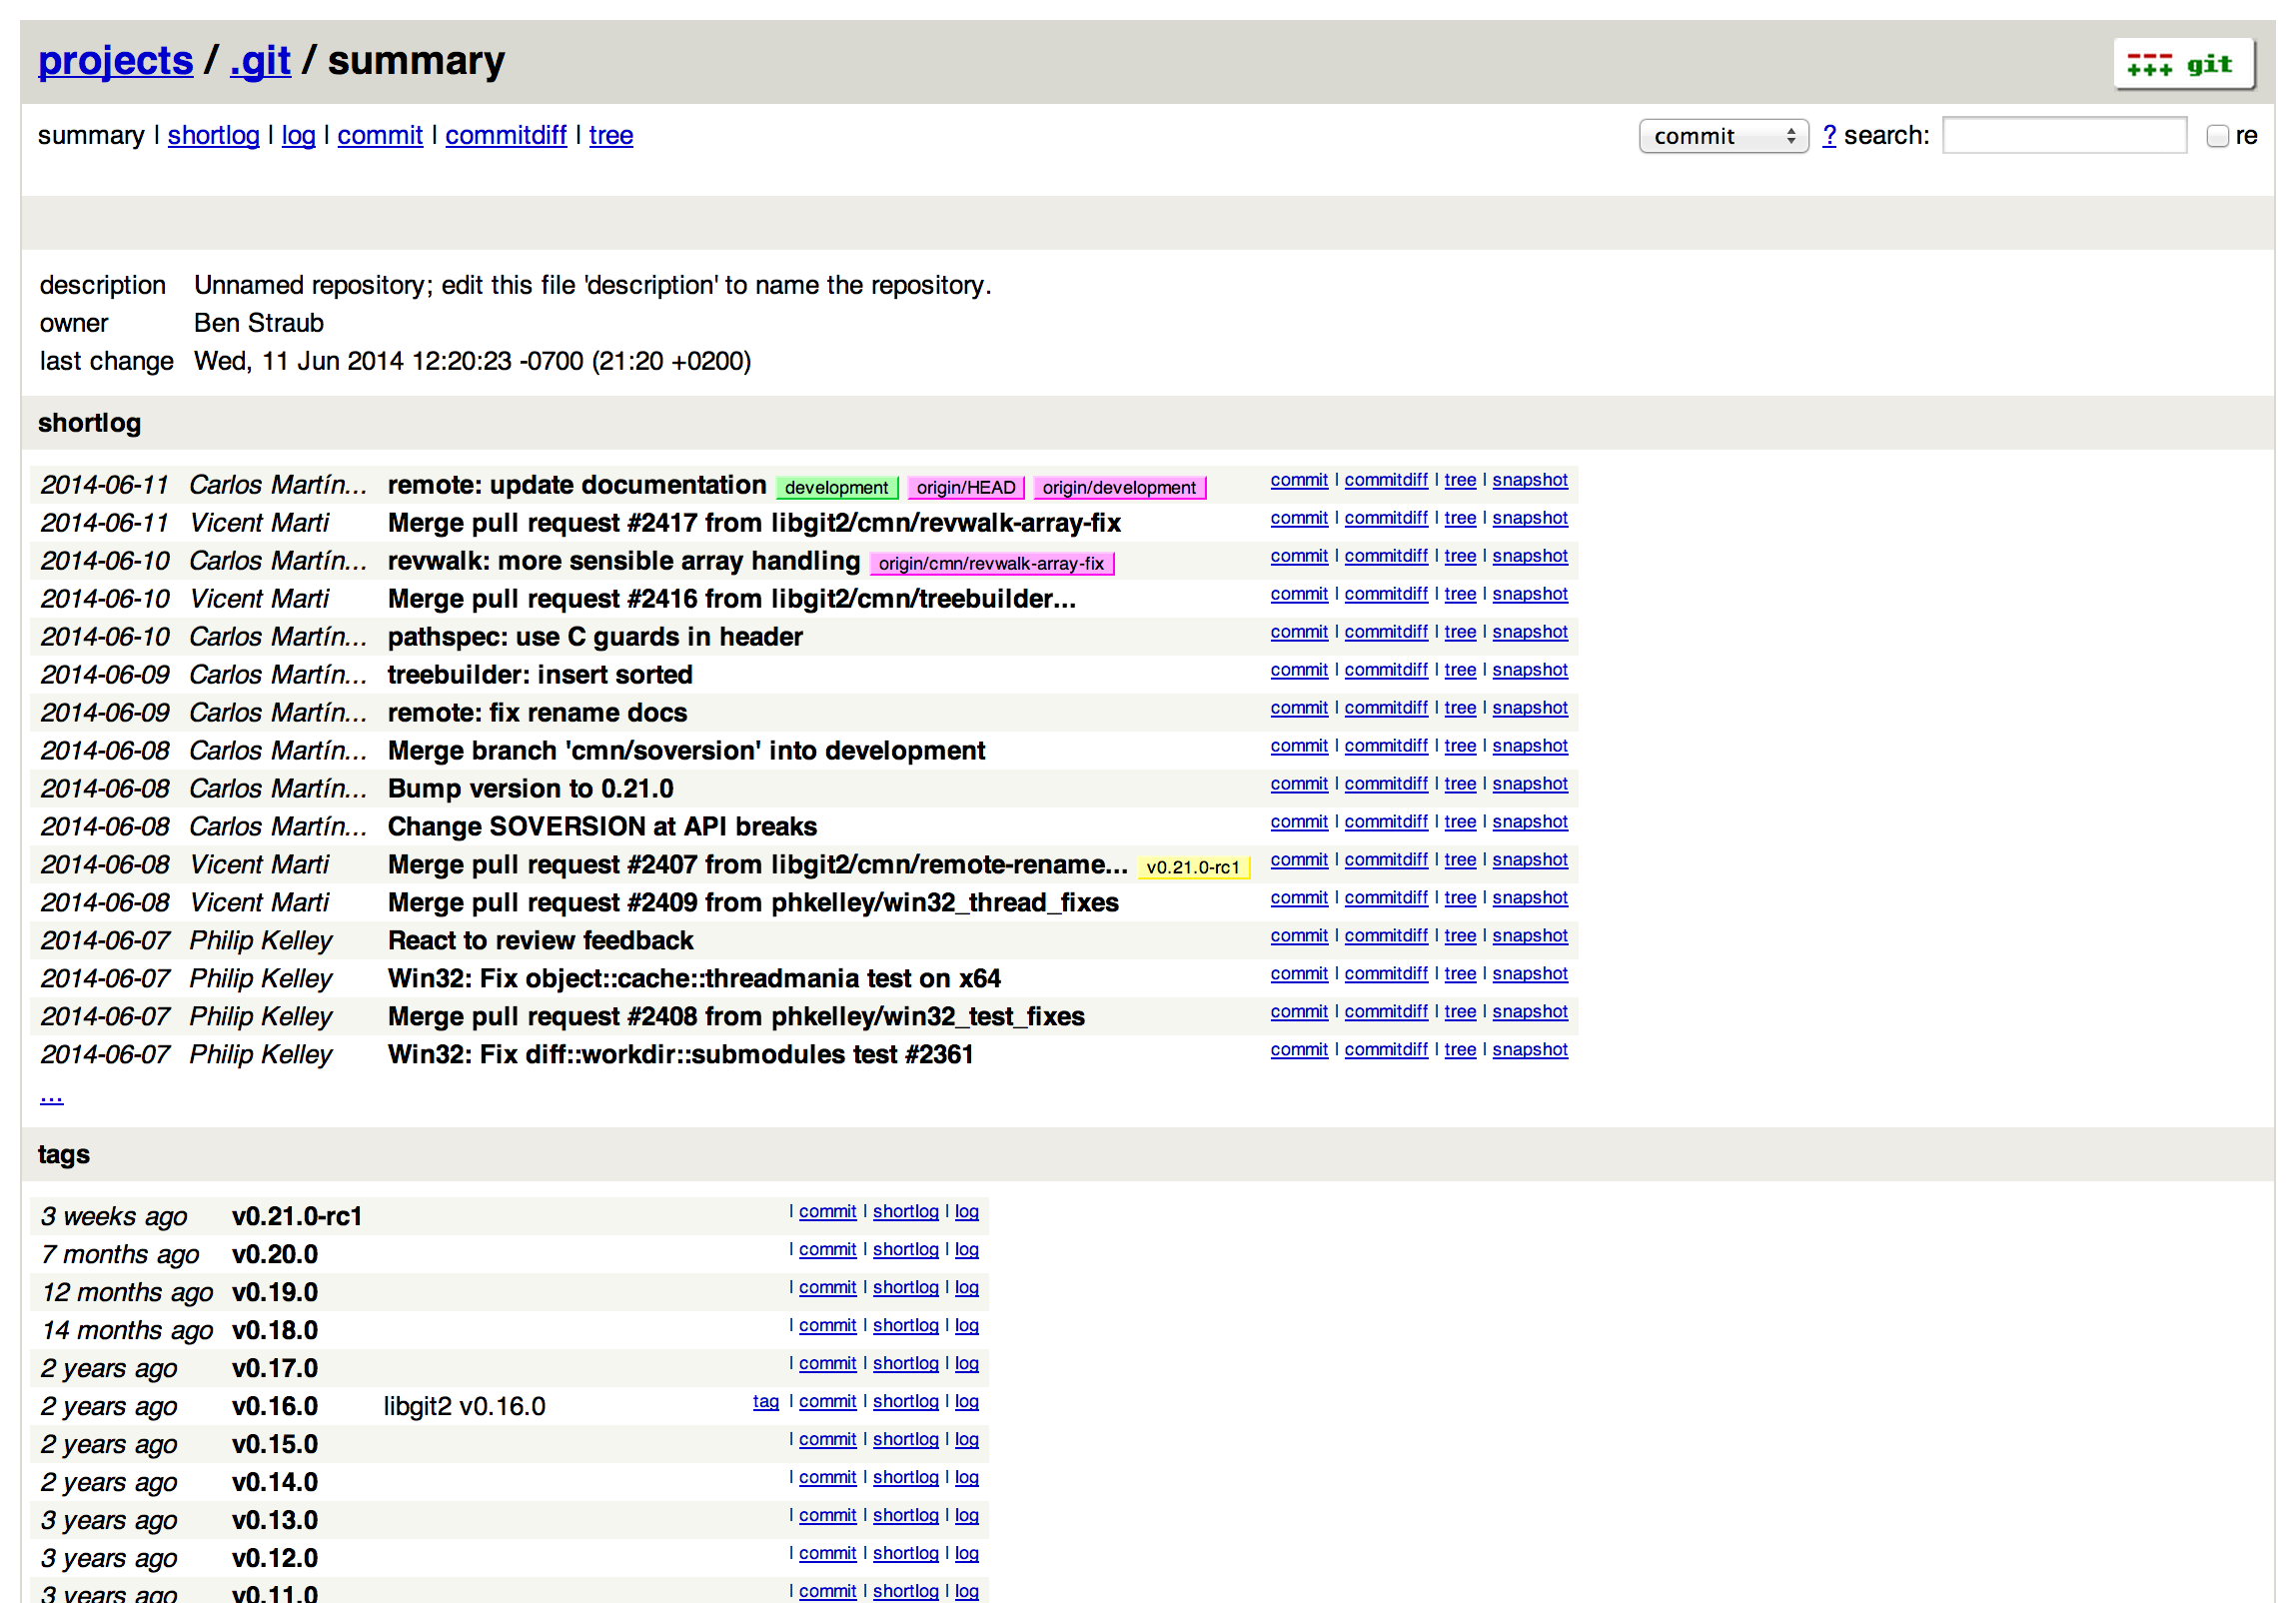 projects / .git / summary
--- +++ git
summary | shortlog | log | commit | commitdiff | tree
commit ? search: re
description Unnamed repository; edit this file 'description' to name the repository.
owner Ben Straub
last change Wed, 11 Jun 2014 12:20:23 -0700 (21:20 +0200)
shortlog
2014-06-11 Carlos Martín... remote: update documentation development origin/HEAD origin/development commit | commitdiff | tree | snapshot
2014-06-11 Vicent Marti Merge pull request #2417 from libgit2/cmn/revwalk-array-fix commit | commitdiff | tree | snapshot
2014-06-10 Carlos Martín... revwalk: more sensible array handling origin/cmn/revwalk-array-fix commit | commitdiff | tree | snapshot
2014-06-10 Vicent Marti Merge pull request #2416 from libgit2/cmn/treebuilder... commit | commitdiff | tree | snapshot
2014-06-10 Carlos Martín... pathspec: use C guards in header commit | commitdiff | tree | snapshot
2014-06-09 Carlos Martín... treebuilder: insert sorted commit | commitdiff | tree | snapshot
2014-06-09 Carlos Martín... remote: fix rename docs commit | commitdiff | tree | snapshot
2014-06-08 Carlos Martín... Merge branch 'cmn/soversion' into development commit | commitdiff | tree | snapshot
2014-06-08 Carlos Martín... Bump version to 0.21.0 commit | commitdiff | tree | snapshot
2014-06-08 Carlos Martín... Change SOVERSION at API breaks commit | commitdiff | tree | snapshot
2014-06-08 Vicent Marti Merge pull request #2407 from libgit2/cmn/remote-rename... v0.21.0-rc1 commit | commitdiff | tree | snapshot
2014-06-08 Vicent Marti Merge pull request #2409 from phkelley/win32_thread_fixes commit | commitdiff | tree | snapshot
2014-06-07 Philip Kelley React to review feedback commit | commitdiff | tree | snapshot
2014-06-07 Philip Kelley Win32: Fix object::cache::threadmania test on x64 commit | commitdiff | tree | snapshot
2014-06-07 Philip Kelley Merge pull request #2408 from phkelley/win32_test_fixes commit | commitdiff | tree | snapshot
2014-06-07 Philip Kelley Win32: Fix diff::workdir::submodules test #2361 commit | commitdiff | tree | snapshot
...
tags
3 weeks ago v0.21.0-rc1 | commit | shortlog | log
7 months ago v0.20.0 | commit | shortlog | log
12 months ago v0.19.0 | commit | shortlog | log
14 months ago v0.18.0 | commit | shortlog | log
2 years ago v0.17.0 | commit | shortlog | log
2 years ago v0.16.0 libgit2 v0.16.0 tag | commit | shortlog | log
2 years ago v0.15.0 | commit | shortlog | log
2 years ago v0.14.0 | commit | shortlog | log
3 years ago v0.13.0 | commit | shortlog | log
3 years ago v0.12.0 | commit | shortlog | log
3 years ago v0.11.0 | commit | shortlog | log